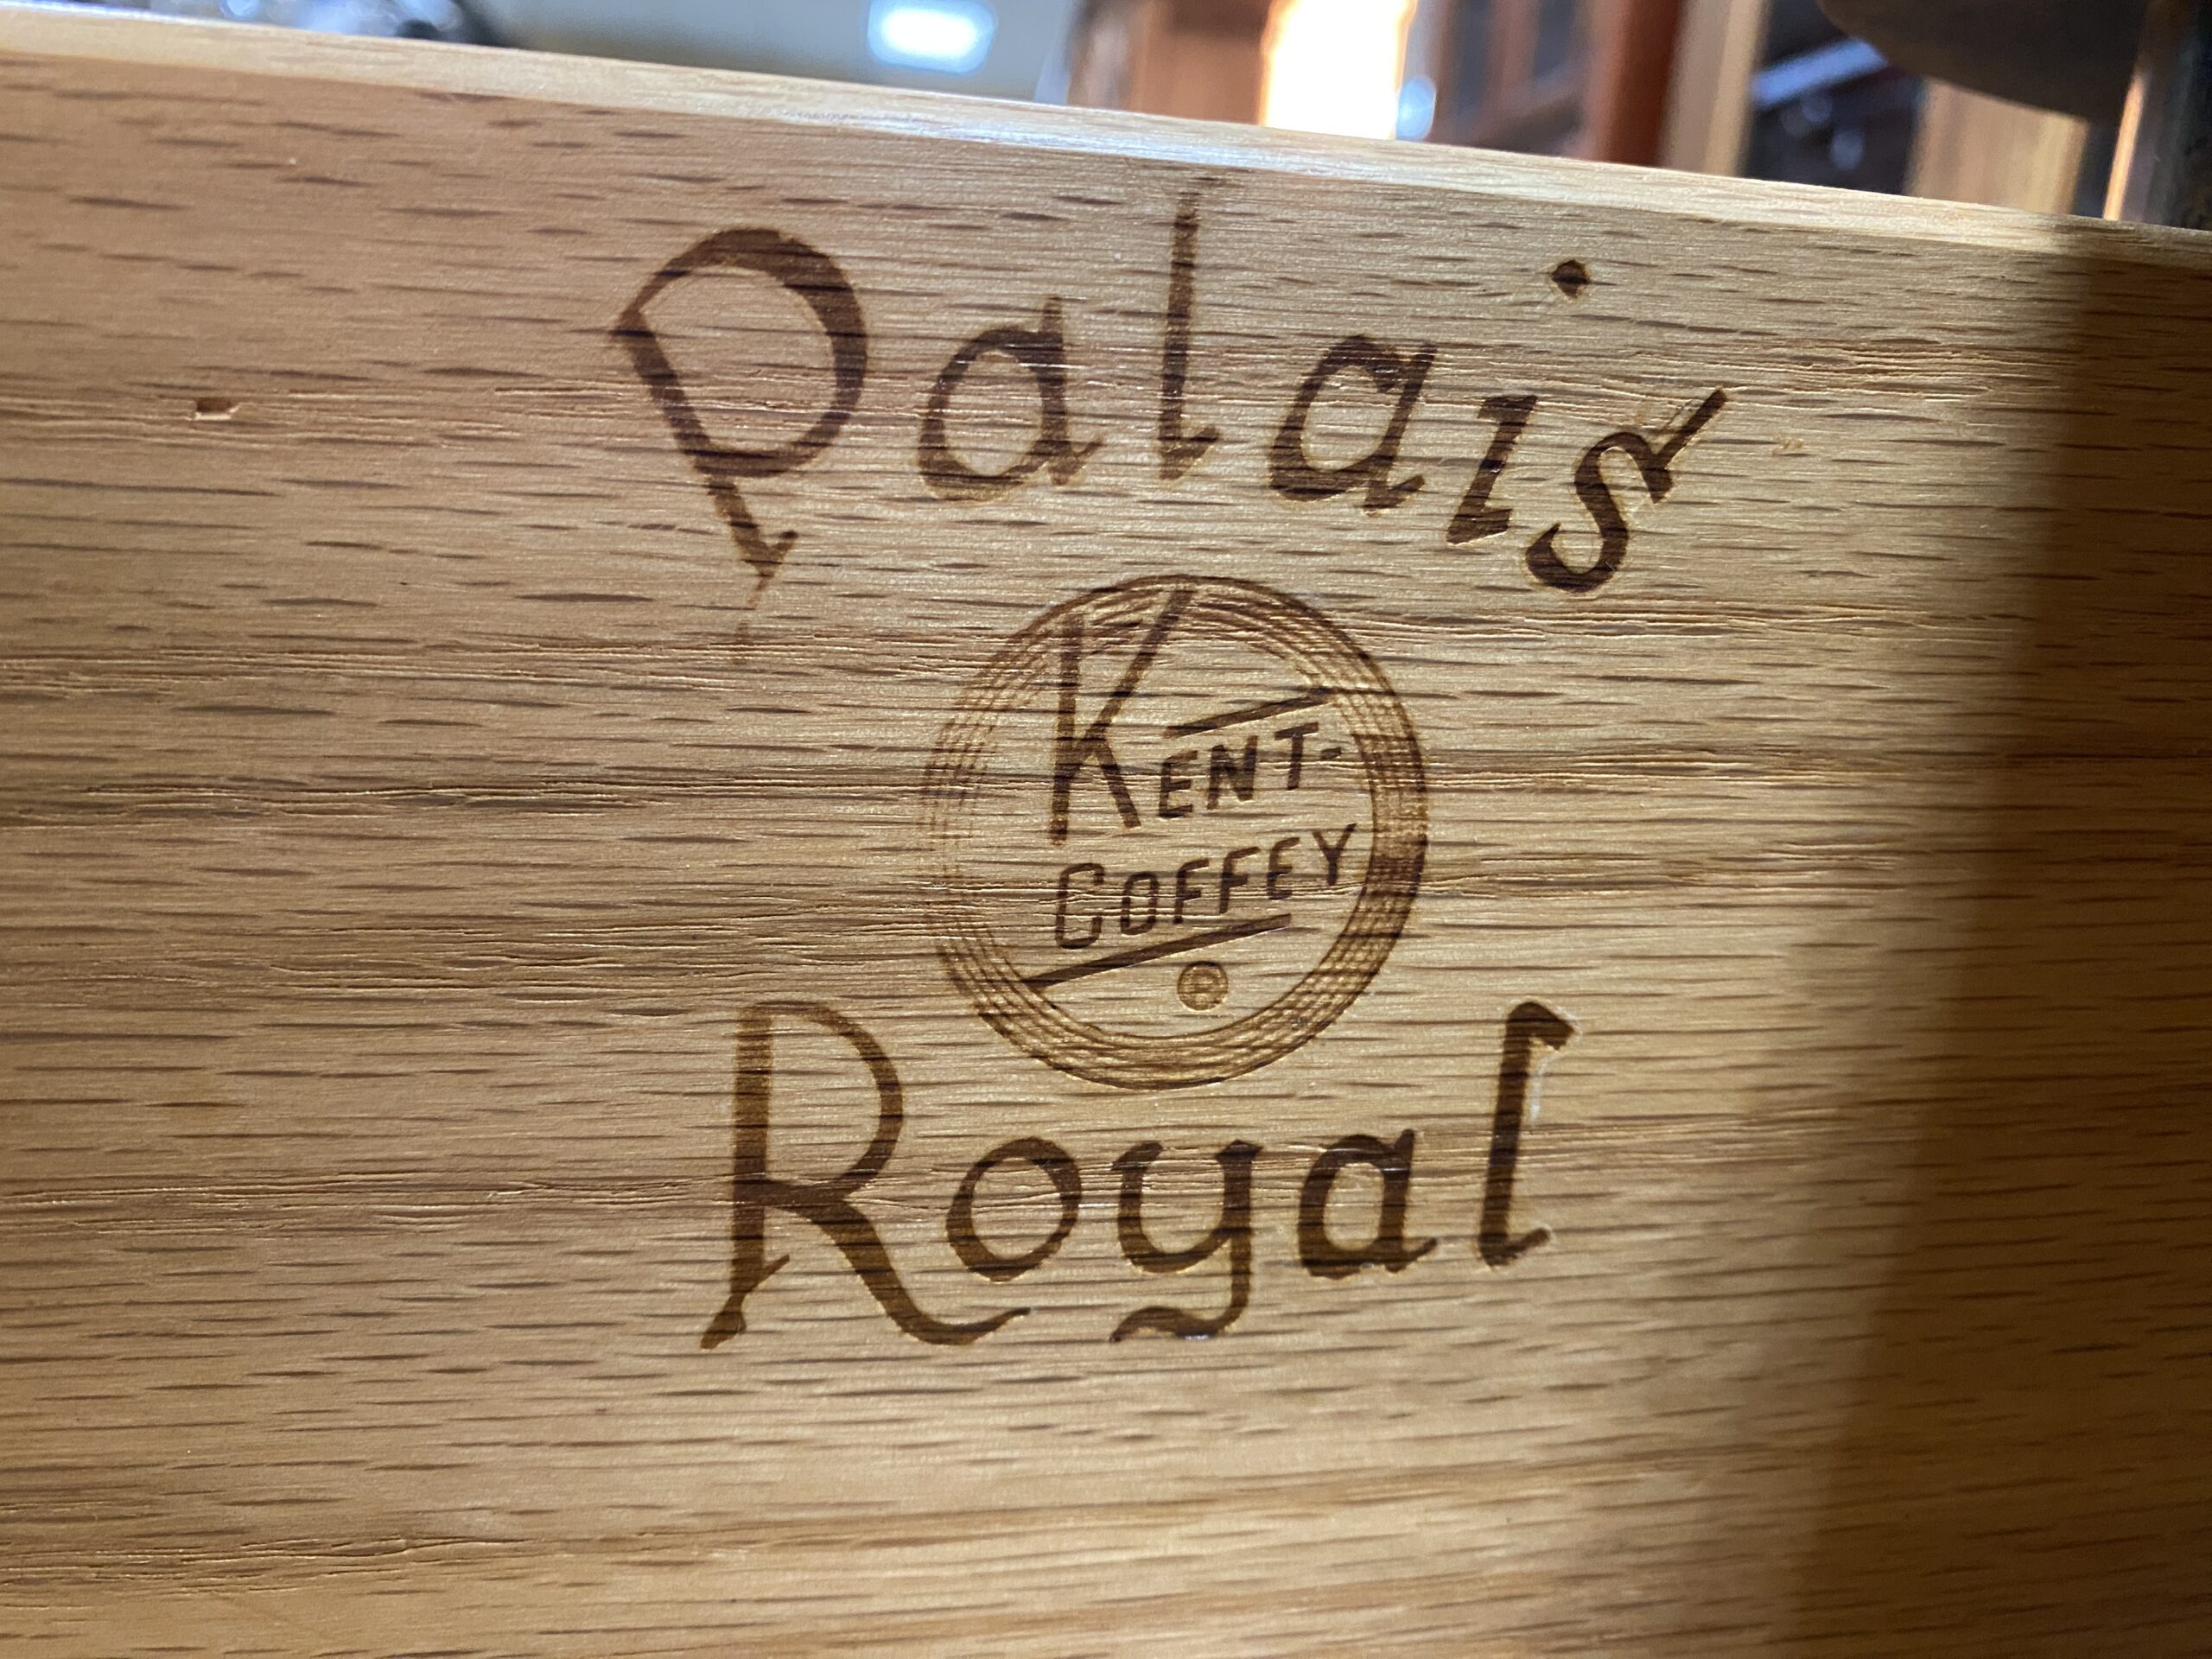 Palais
KENT-
COFFEY
®
Royal